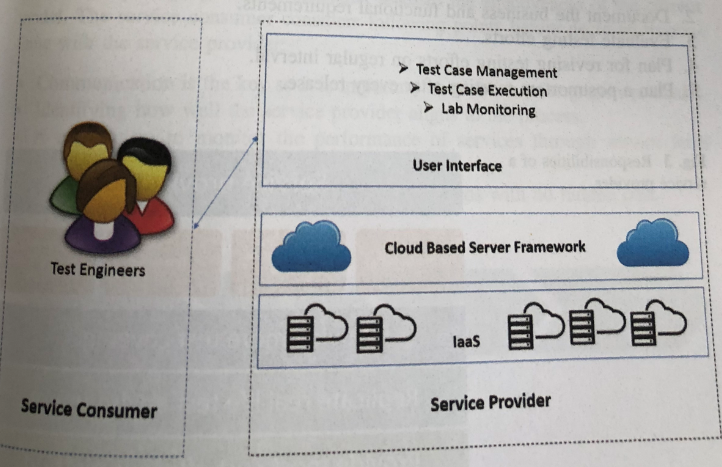 Test Case Management
Test Case Execution
Lab Monitoring
User Interface
Test Engineers
Cloud Based Server Framework
IaaS
Service Consumer
Service Provider